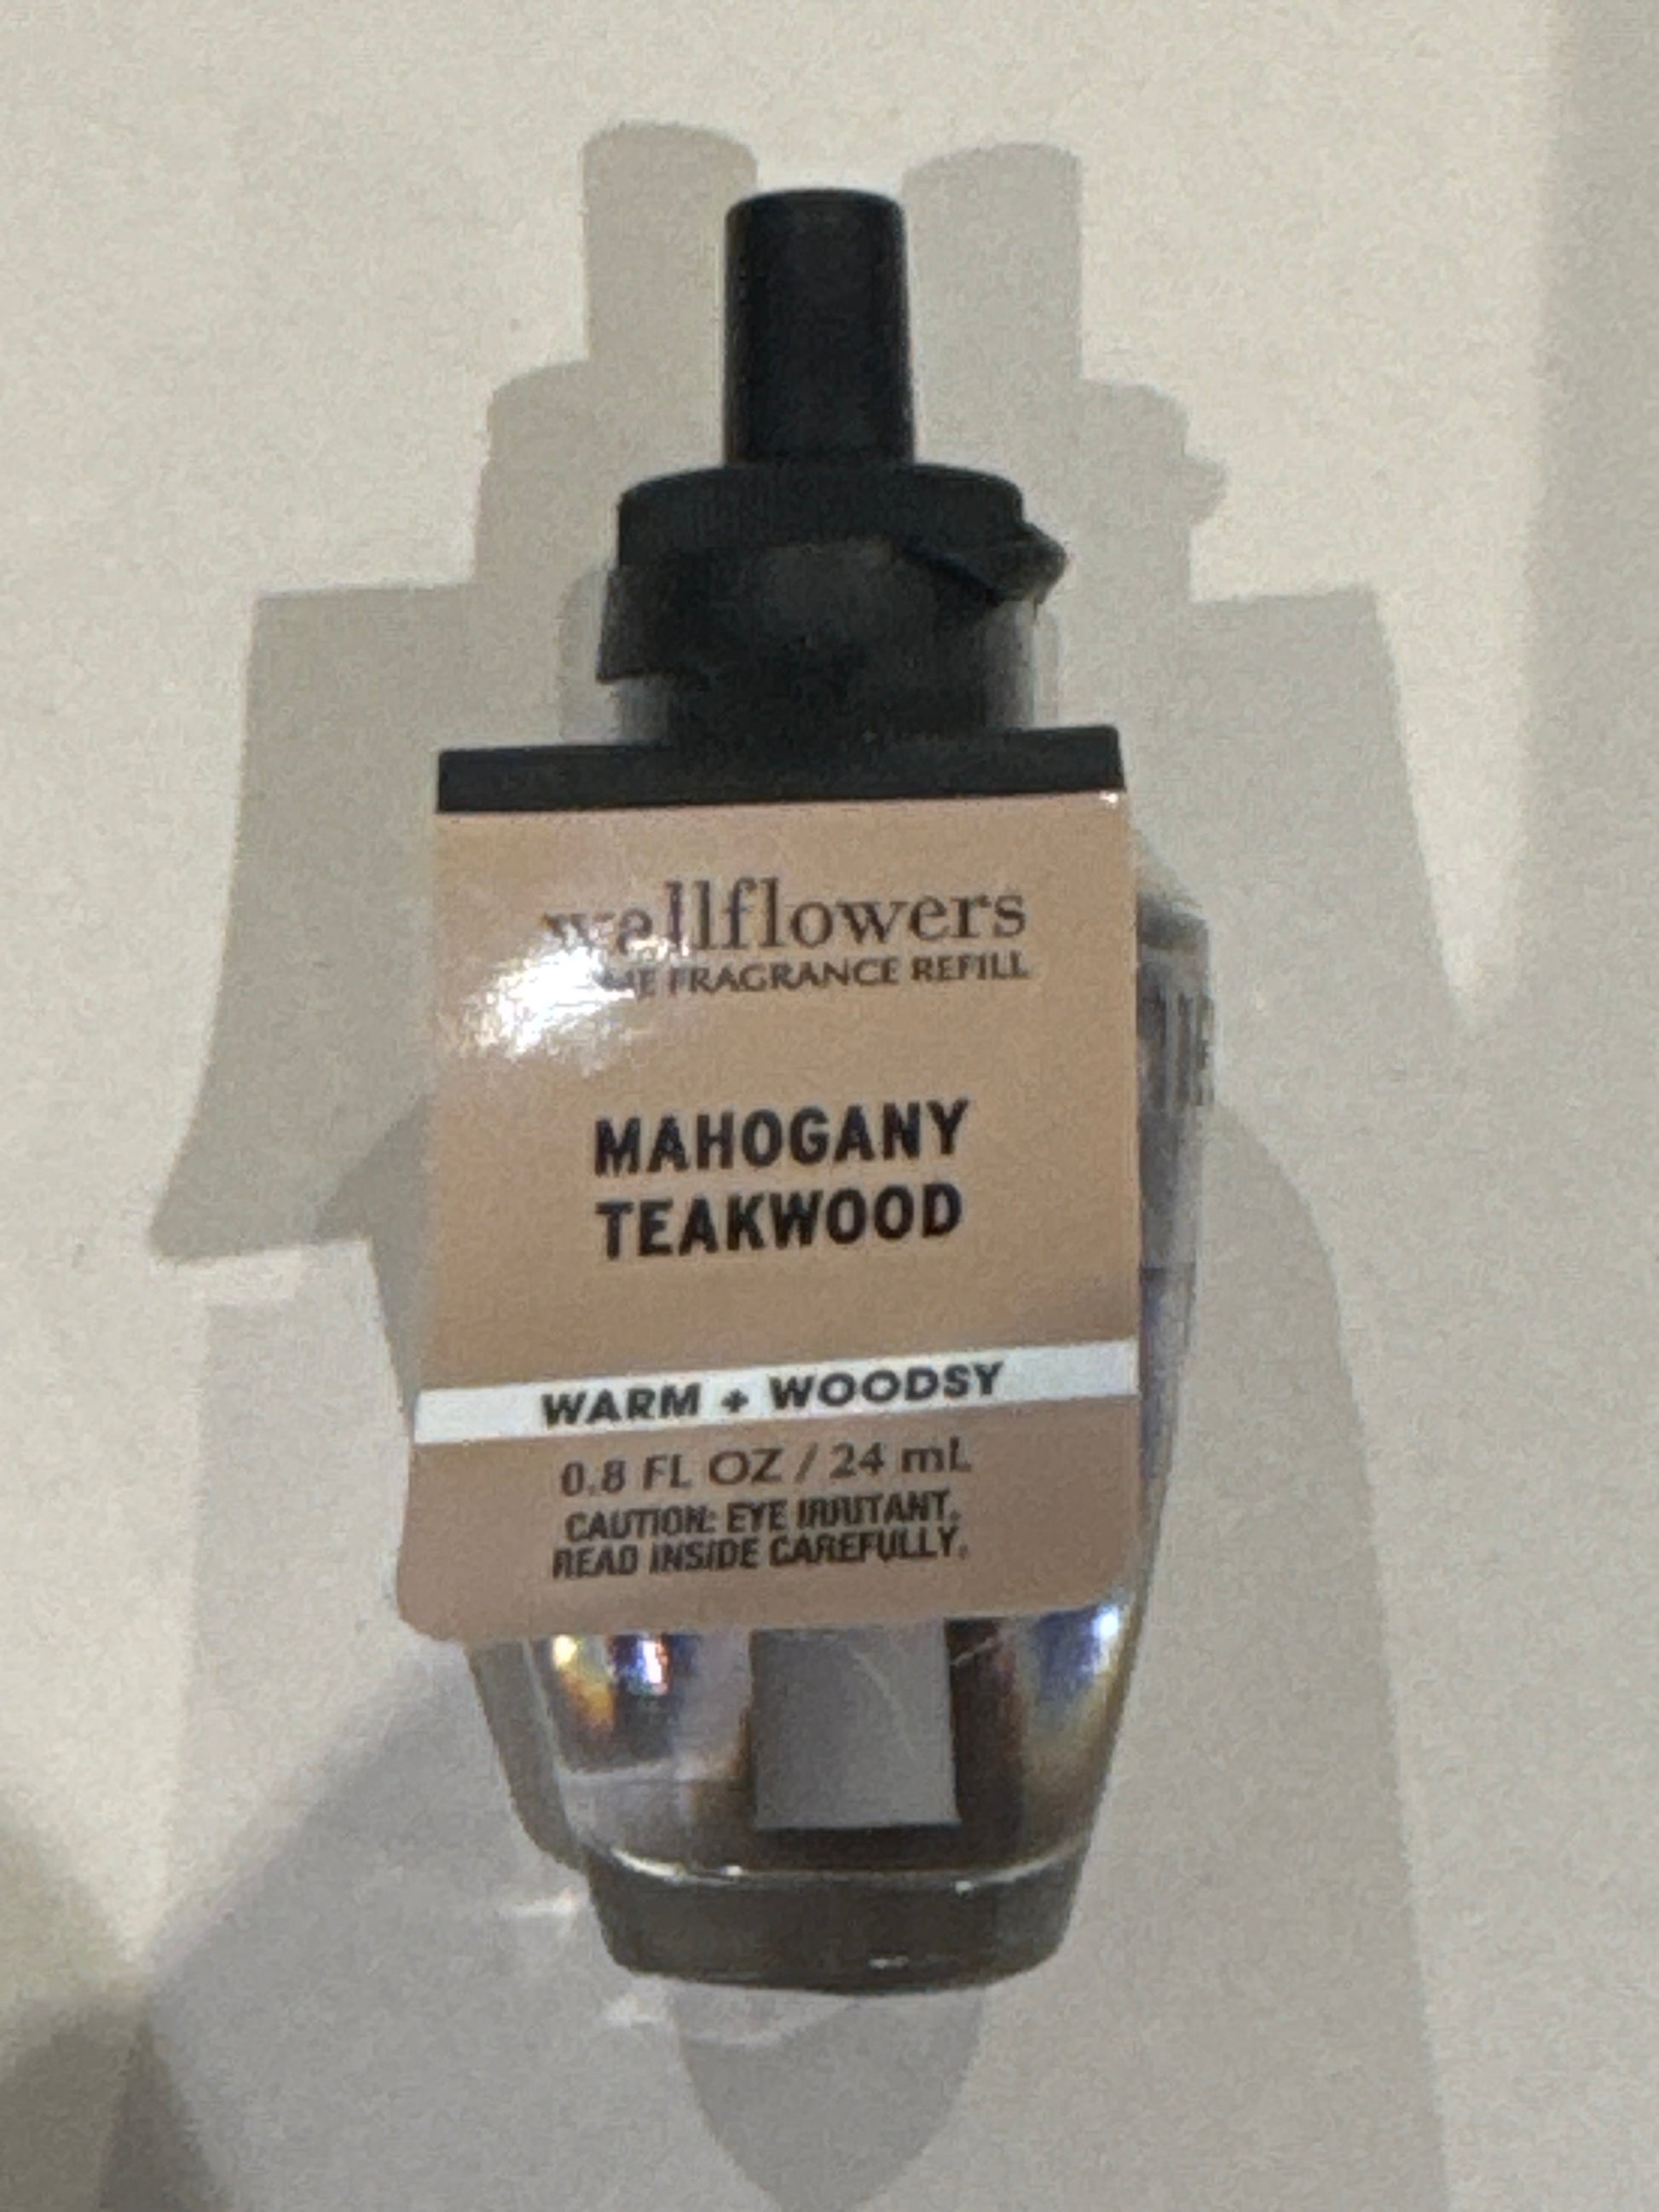 wallflowers
FRAGRANCE REFILL
MAHOGANY
TEAKWOOD
WARM + WOODSY
0.8 FL OZ / 24 mL
CAUTION: EYE IRRITANT.
READ INSIDE CAREFULLY.